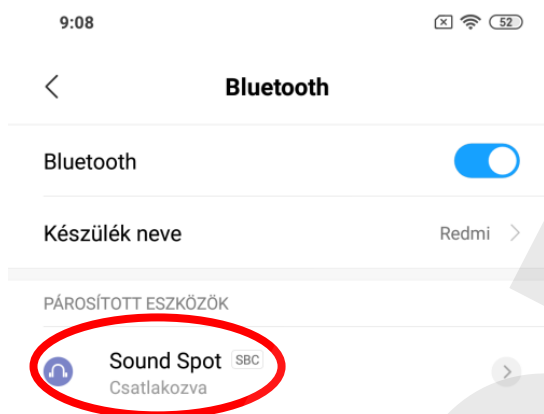 9:08
52
Bluetooth
Bluetooth
Készülék neve
Redmi
PÁROSÍTOTT ESZKÖZÖK
Sound Spot SBC
Csatlakozva